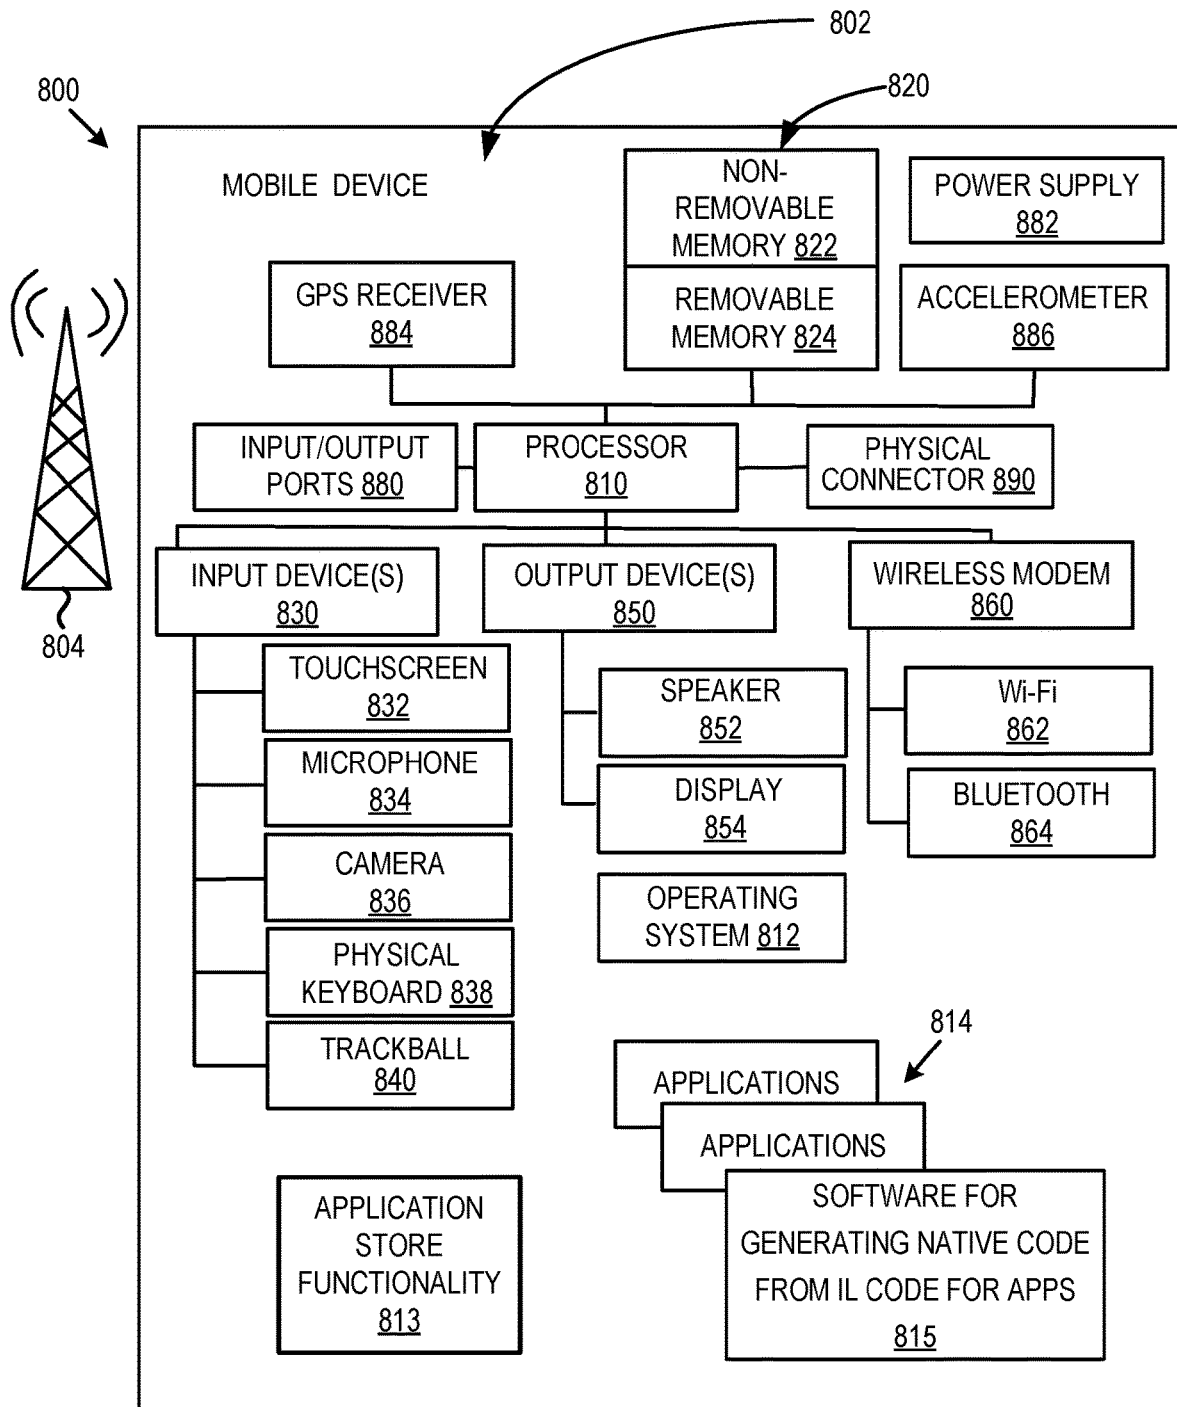 802
800
820
MOBILE DEVICE
NON-
REMOVABLE
MEMORY 822
POWER SUPPLY
882
GPS RECEIVER
884
REMOVABLE
MEMORY 824
ACCELEROMETER
886
INPUT/OUTPUT
PORTS 880
PROCESSOR
810
PHYSICAL
CONNECTOR 890
INPUT DEVICE(S)
830
OUTPUT DEVICE(S)
850
WIRELESS MODEM
860
804
TOUCHSCREEN
832
SPEAKER
852
Wi-Fi
862
MICROPHONE
834
DISPLAY
854
BLUETOOTH
864
CAMERA
836
OPERATING
SYSTEM 812
PHYSICAL
KEYBOARD 838
TRACKBALL
840
814
APPLICATIONS
APPLICATIONS
APPLICATION
STORE
FUNCTIONALITY
813
SOFTWARE FOR
GENERATING NATIVE CODE
FROM IL CODE FOR APPS
815